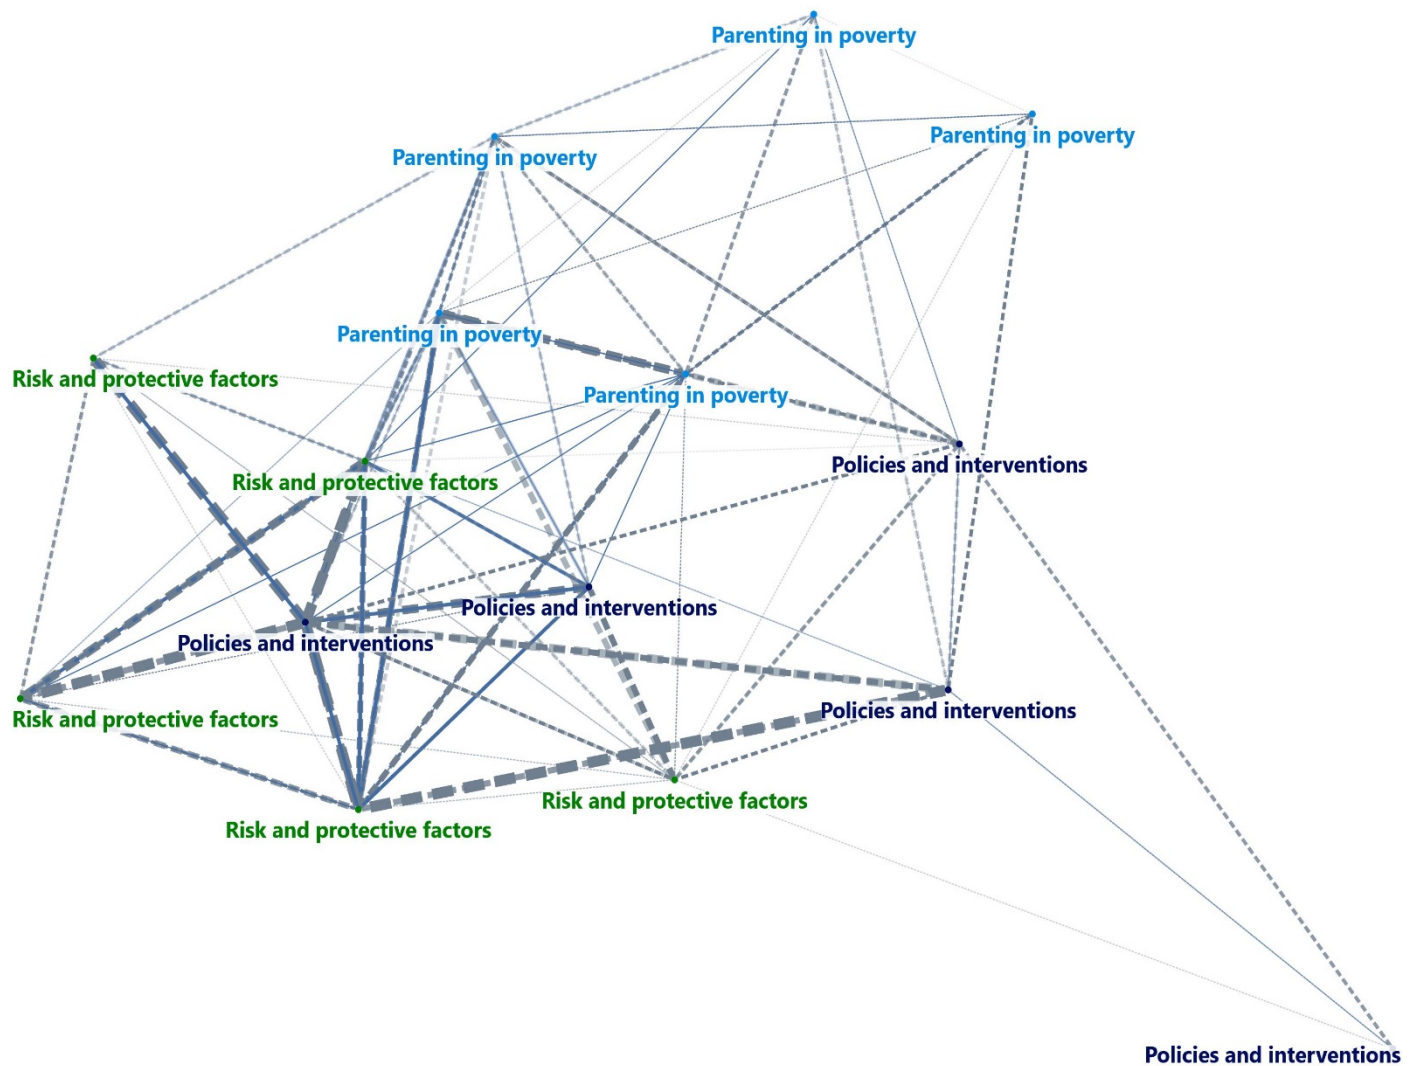 Parenting in poverty
Parenting in poverty
Parenting in poverty
Parenting in poverty
Risk and protective factors
Parenting in poverty
Policies and interventions
Risk and protective factors
Policies and interventions
Policies and interventions
Policies and interventions
Risk and protective factors
Risk and protective factors
Risk and protective factors
Policies and interventions